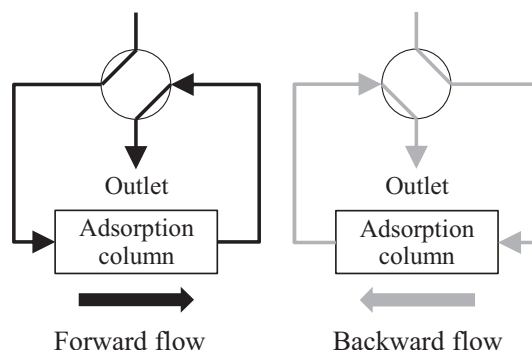 Outlet
Adsorption
column
Forward flow
Outlet
Adsorption
column
Backward flow